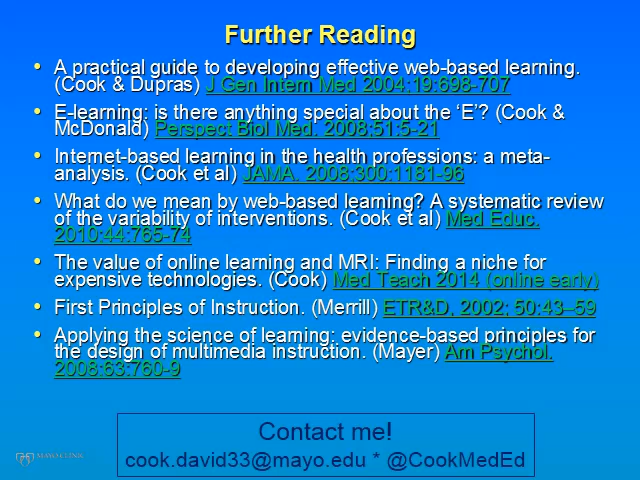 Further Reading
• A practical guide to developing effective web-based learning.
(Cook & Dupras) J Gen Intern Med 2004;19:698-707
• E-learning: is there anything special about the ‘E’? (Cook &
McDonald) Perspect Biol Med. 2008;51:5-21
• Internet-based learning in the health professions: a meta-
analysis. (Cook et al) JAMA. 2008;300:1181-96
• What do we mean by web-based learning? A systematic review
of the variability of interventions. (Cook et al) Med Educ.
2010;44:765-74
• The value of online learning and MRI: Finding a niche for
expensive technologies. (Cook) Med Teach 2014 (online early)
• First Principles of Instruction. (Merrill) ETR&D, 2002; 50:43–59
• Applying the science of learning: evidence-based principles for
the design of multimedia instruction. (Mayer) Am Psychol.
2008;63:760-9
Contact me!
cook.david33@mayo.edu * @CookMedEd
MAYO CLINIC